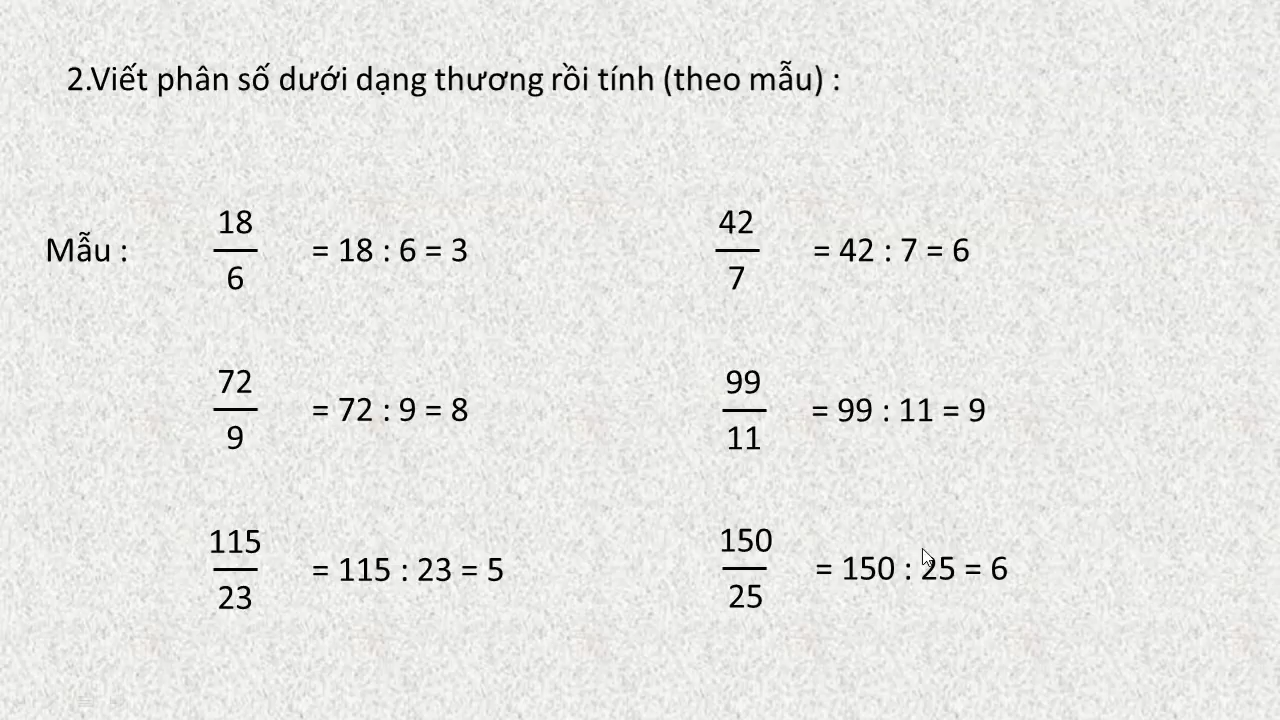 2.Viết phân số dưới dạng thương rồi tính (theo mẫu) :
Mẫu : 18/6 = 18 : 6 = 3
42/7 = 42 : 7 = 6
72/9 = 72 : 9 = 8
99/11 = 99 : 11 = 9
115/23 = 115 : 23 = 5
150/25 = 150 : 25 = 6